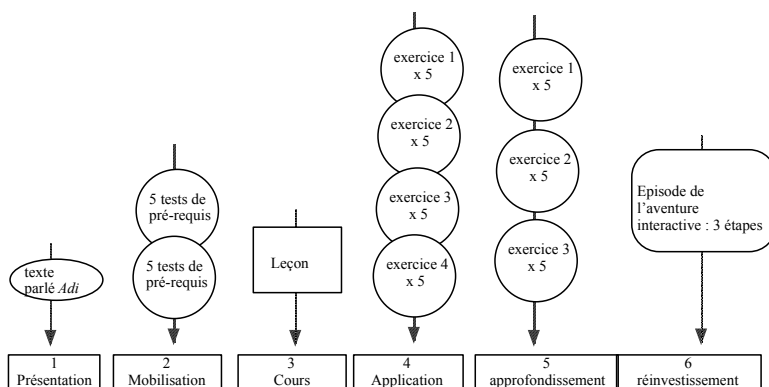 texte
parlé Adi
1
Présentation
5 tests de
pré-requis
5 tests de
pré-requis
2
Mobilisation
Leçon
3
Cours
exercice 1
x 5
exercice 2
x 5
exercice 3
x 5
exercice 4
x 5
4
Application
exercice 1
x 5
exercice 2
x 5
exercice 3
x 5
5
approfondissement
Episode de
l’aventure
interactive : 3 étapes
6
réinvestissement